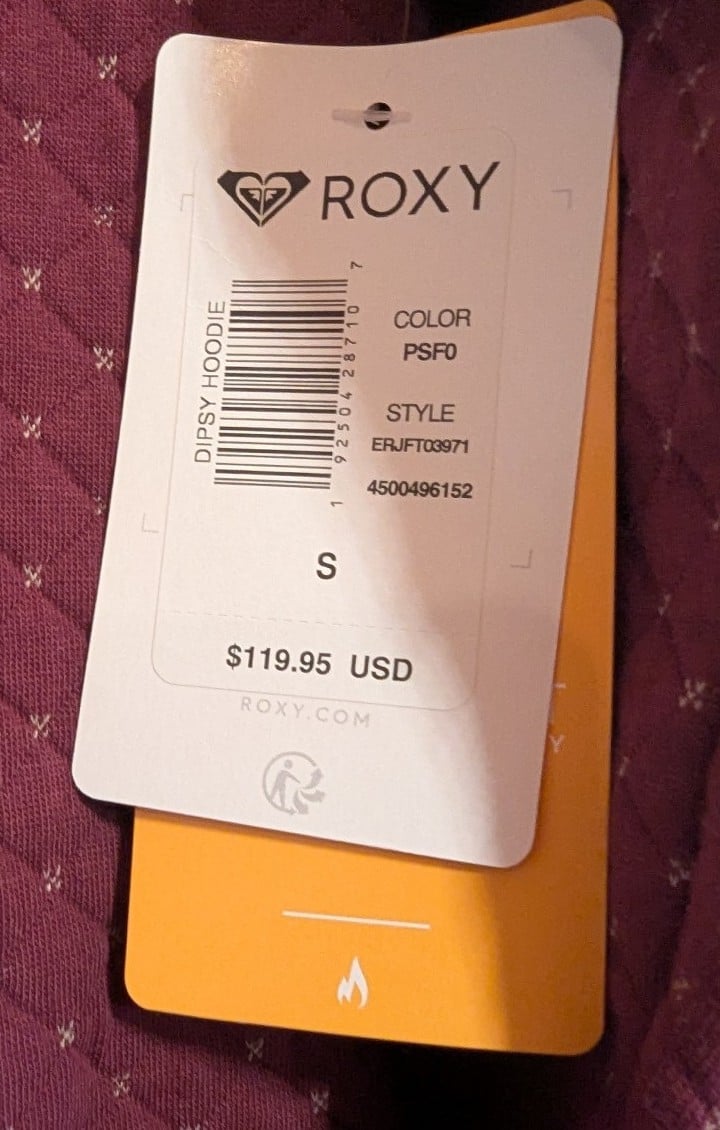 ROXY
DIPSY HOODIE
1 92504 28710 7
COLOR
PSF0
STYLE
ERJFT03971
4500496152
S
$119.95 USD
ROXY.COM
Y